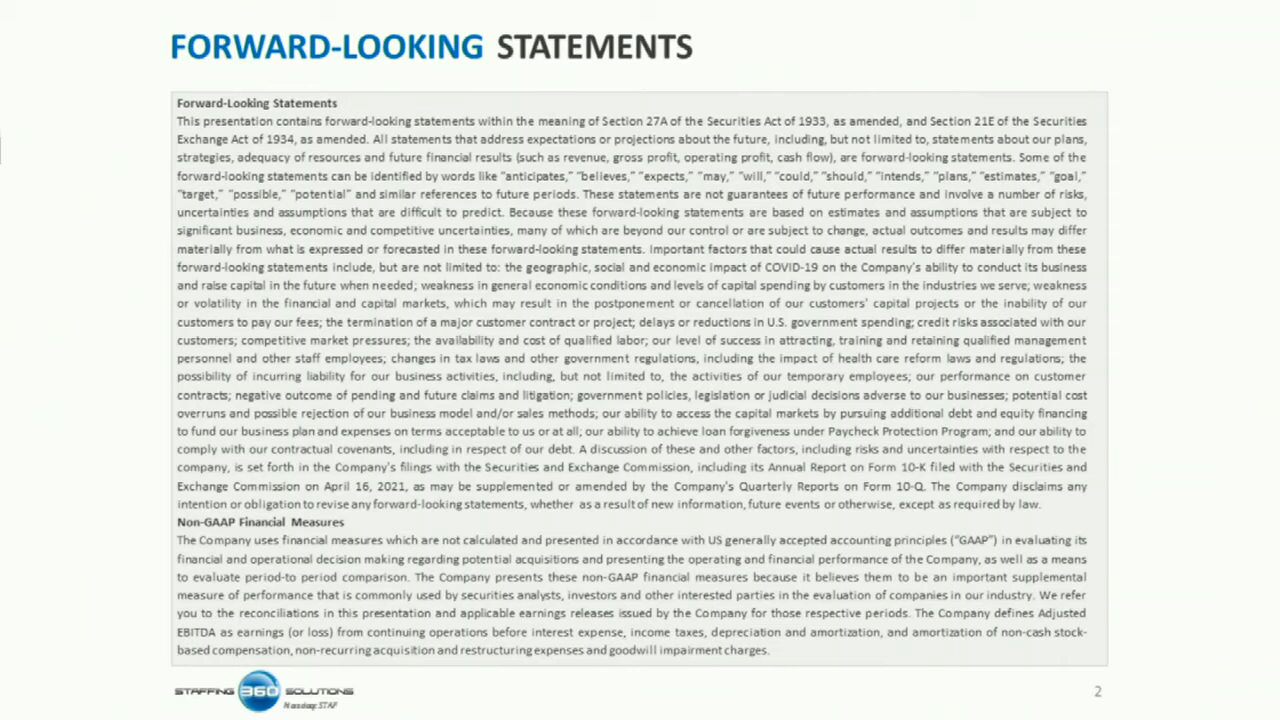 FORWARD-LOOKING STATEMENTS
Forward-Looking Statements
This presentation contains forward-looking statements within the meaning of Section 27A of the Securities Act of 1933, as amended, and Section 21E of the Securities
Exchange Act of 1934, as amended. All statements that address expectations or projections about the future, including, but not limited to, statements about our plans,
strategies, adequacy of resources and future financial results (such as revenue, gross profit, operating profit, cash flow), are forward-looking statements. Some of the
forward-looking statements can be identified by words like “anticipates,” “believes,” “expects,” “may,” “will,” “could,” “should,” “intends,” “plans,” “estimates,” “goal,”
“target,” “possible,” “potential” and similar references to future periods. These statements are not guarantees of future performance and involve a number of risks,
uncertainties and assumptions that are difficult to predict. Because these forward-looking statements are based on estimates and assumptions that are subject to
significant business, economic and competitive uncertainties, many of which are beyond our control or are subject to change, actual outcomes and results may differ
materially from what is expressed or forecasted in these forward-looking statements. Important factors that could cause actual results to differ materially from these
forward-looking statements include, but are not limited to: the geographic, social and economic impact of COVID-19 on the Company's ability to conduct its business
and raise capital in the future when needed; weakness in general economic conditions and levels of capital spending by customers in the industries we serve; weakness
or volatility in the financial and capital markets, which may result in the postponement or cancellation of our customers' capital projects or the inability of our
customers to pay our fees; the termination of a major customer contract or project; delays or reductions in U.S. government spending; credit risks associated with our
customers; competitive market pressures; the availability and cost of qualified labor; our level of success in attracting, training and retaining qualified management
personnel and other staff employees; changes in tax laws and other government regulations, including the impact of health care reform laws and regulations; the
possibility of incurring liability for our business activities, including, but not limited to, the activities of our temporary employees; our performance on customer
contracts; negative outcome of pending and future claims and litigation; government policies, legislation or judicial decisions adverse to our businesses; potential cost
overruns and possible rejection of our business model and/or sales methods; our ability to access the capital markets by pursuing additional debt and equity financing
to fund our business plan and expenses on terms acceptable to us or at all; our ability to achieve loan forgiveness under Paycheck Protection Program; and our ability to
comply with our contractual covenants, including in respect of our debt. A discussion of these and other factors, including risks and uncertainties with respect to the
company, is set forth in the Company's filings with the Securities and Exchange Commission, including its Annual Report on Form 10-K filed with the Securities and
Exchange Commission on April 16, 2021, as may be supplemented or amended by the Company's Quarterly Reports on Form 10-Q. The Company disclaims any
intention or obligation to revise any forward-looking statements, whether as a result of new information, future events or otherwise, except as required by law.
Non-GAAP Financial Measures
The Company uses financial measures which are not calculated and presented in accordance with US generally accepted accounting principles (“GAAP”) in evaluating its
financial and operational decision making regarding potential acquisitions and presenting the operating and financial performance of the Company, as well as a means
to evaluate period-to period comparison. The Company presents these non-GAAP financial measures because it believes them to be an important supplemental
measure of performance that is commonly used by securities analysts, investors and other interested parties in the evaluation of companies in our industry. We refer
you to the reconciliations in this presentation and applicable earnings releases issued by the Company for those respective periods. The Company defines Adjusted
EBITDA as earnings (or loss) from continuing operations before interest expense, income taxes, depreciation and amortization, and amortization of non-cash stock-
based compensation, non-recurring acquisition and restructuring expenses and goodwill impairment charges.
STAFFING 360 SOLUTIONS
Nasdaq:STAF
2